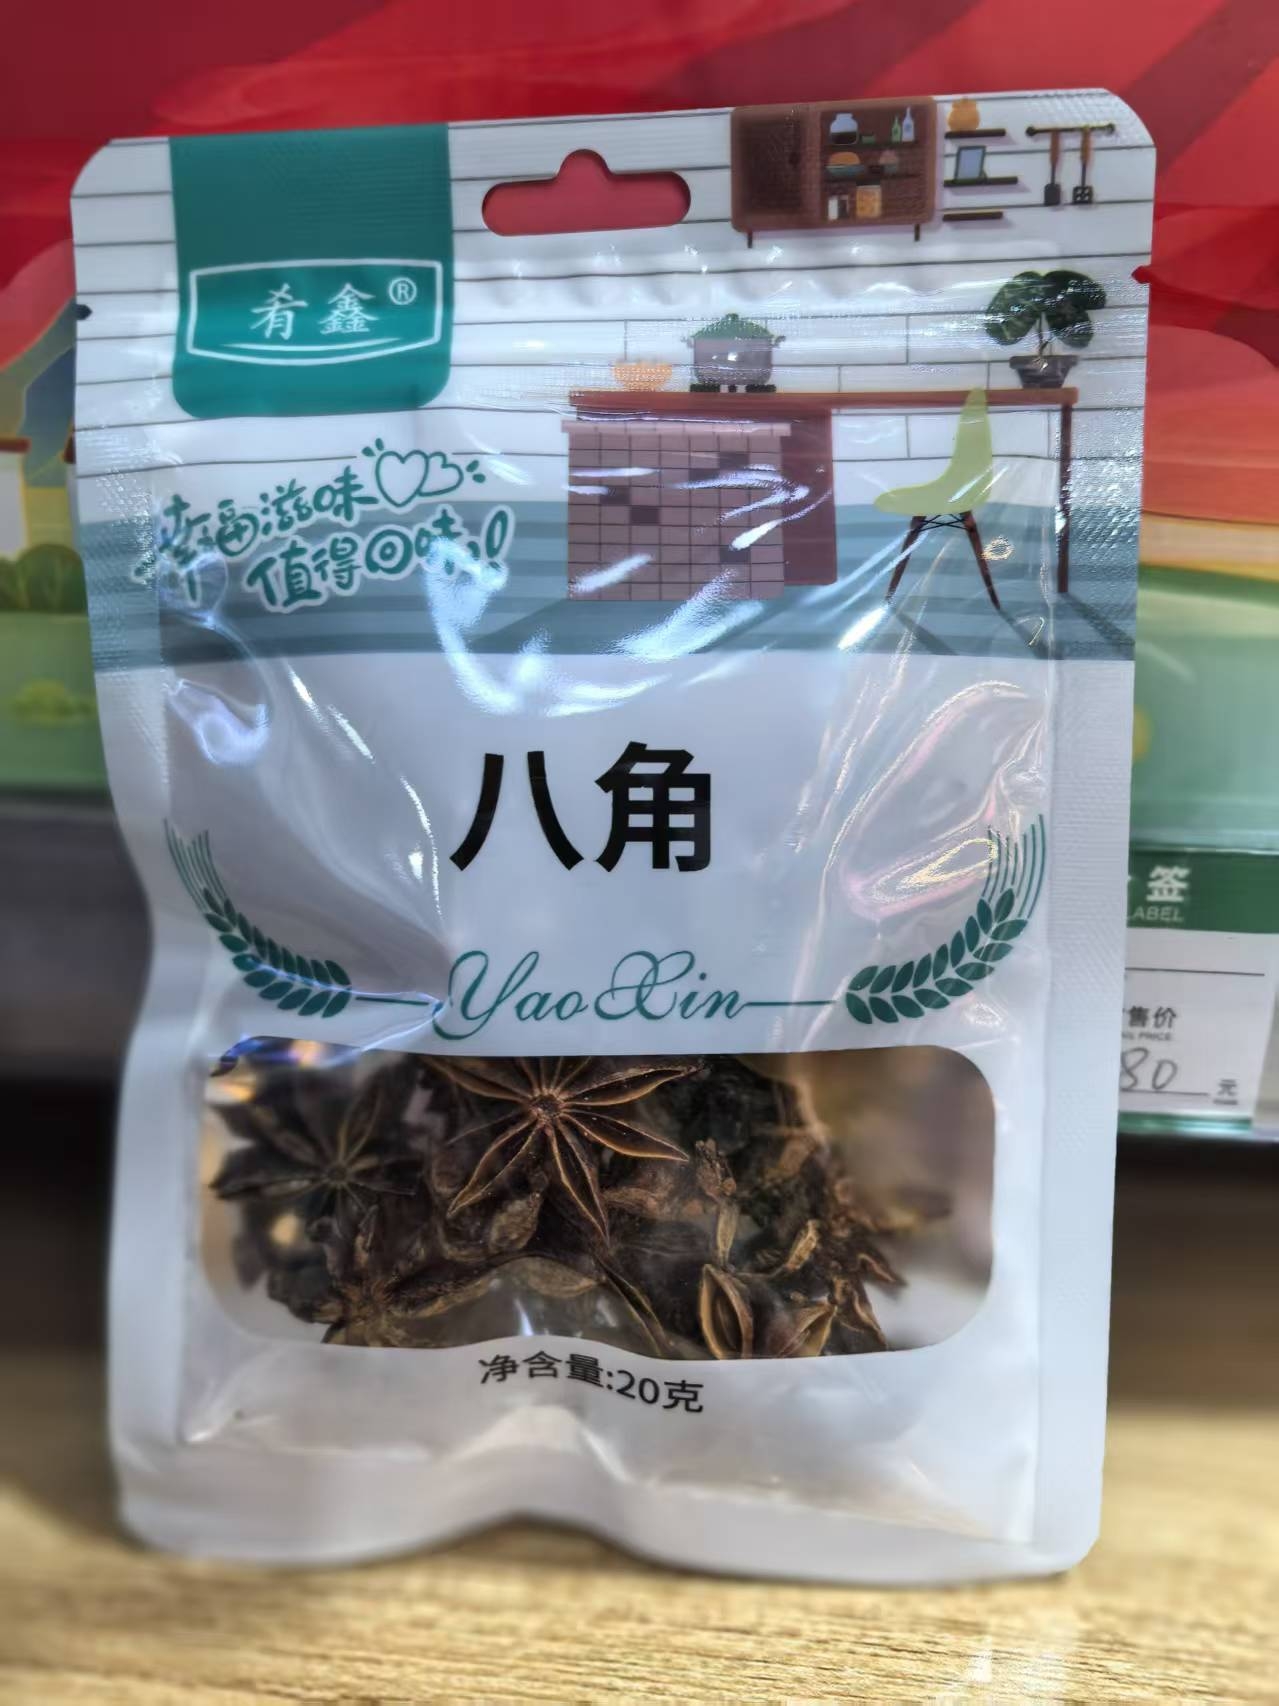 肴鑫®
幸福滋味
值得回味!
八角
YaoXin
净含量:20克
签
LABEL
售价
PRICE
80
元